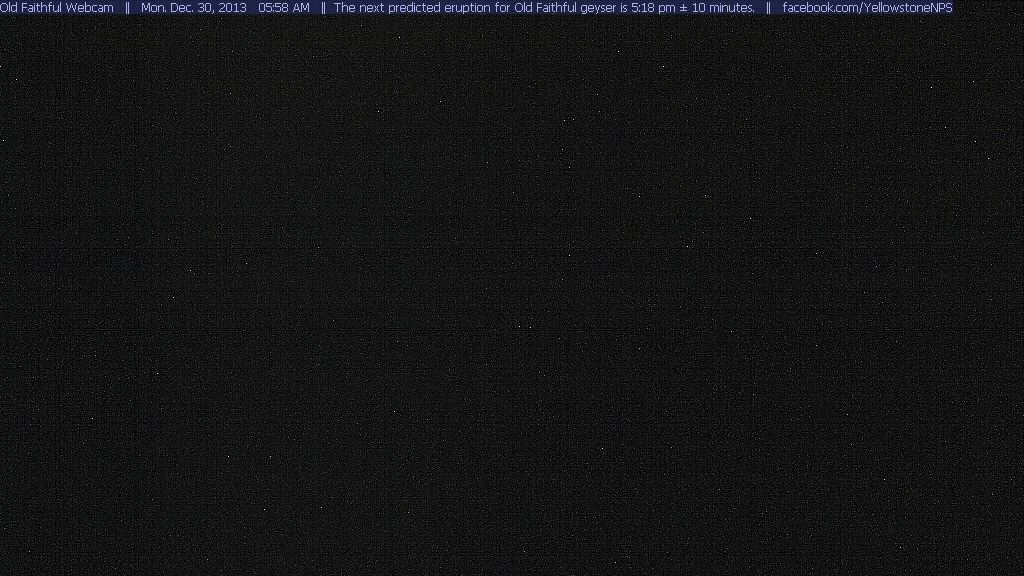 Old Faithful Webcam || Mon. Dec. 30, 2013 05:58 AM || The next predicted eruption for Old Faithful geyser is 5:18 pm ± 10 minutes. || facebook.com/YellowstoneNPS